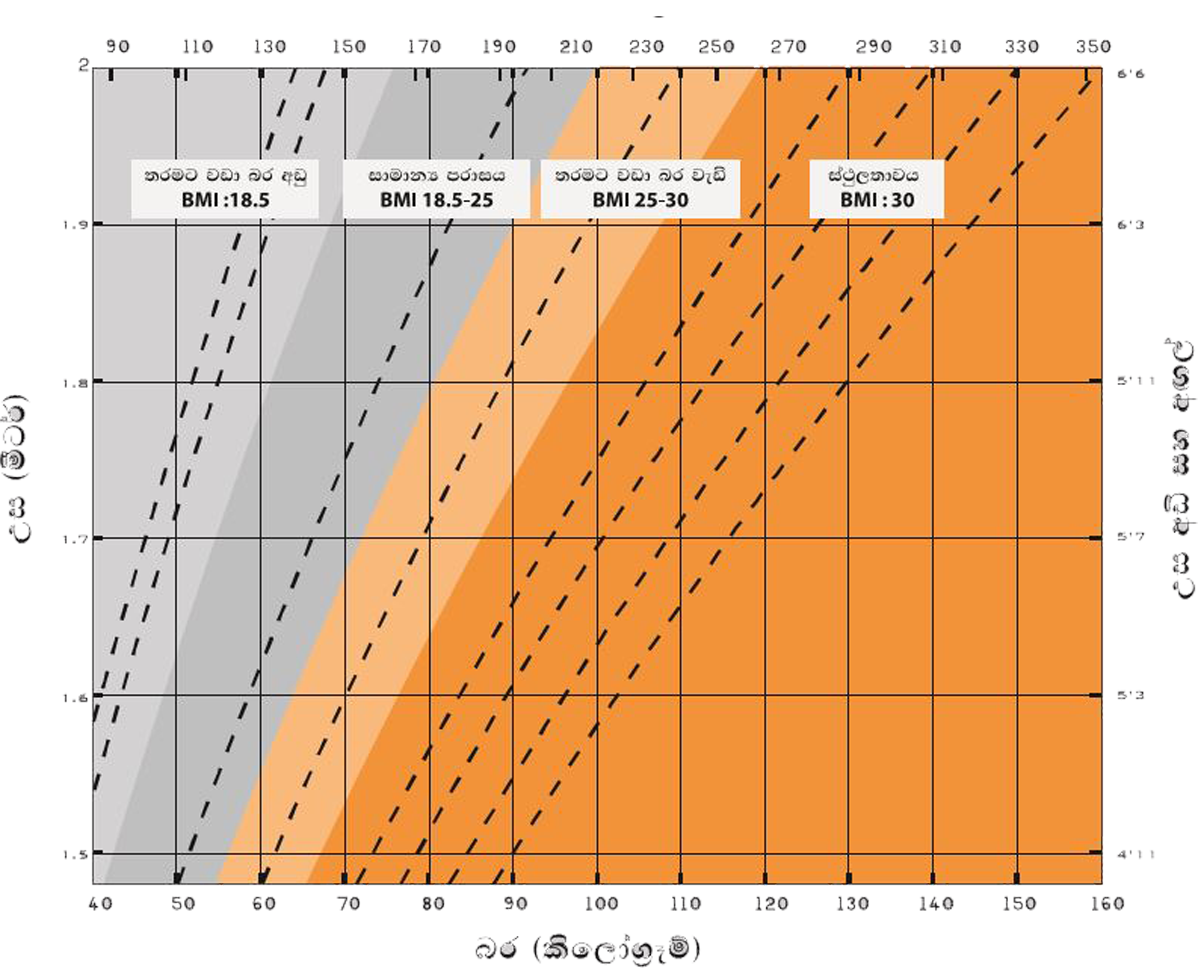 90 110 130 150 170 190 210 230 250 270 290 310 330 350
2 6'6
තරමට වඩා බර අඩු
BMI :18.5
සාමාන්‍ය පරාසය
BMI 18.5-25
තරමට වඩා බර වැඩි
BMI 25-30
ස්ථුලතාවය
BMI : 30
1.9 6'3
1.8 5'11
1.7 5'7
1.6 5'3
1.5 4'11
උස (මීටර්)
උස අඩි සහ අඟල්
40 50 60 70 80 90 100 110 120 130 140 150 160
බර (කිලෝග්‍රෑම්)